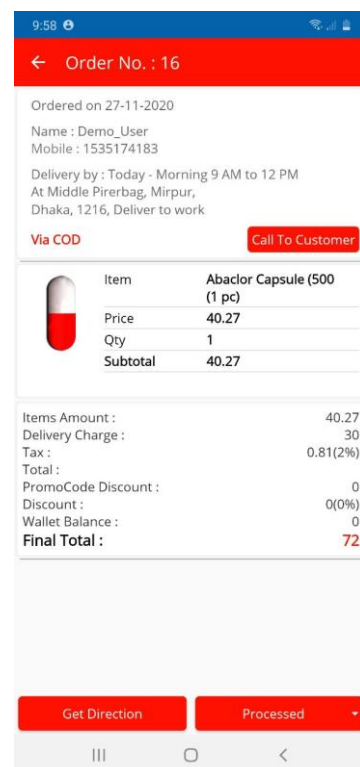 9:58
Order No. : 16
Ordered on 27-11-2020
Name : Demo_User
Mobile : 1535174183
Delivery by : Today - Morning 9 AM to 12 PM
At Middle Pirerbag, Mirpur,
Dhaka, 1216, Deliver to work
Via COD
Call To Customer
Item Abaclor Capsule (500
(1 pc)
Price 40.27
Qty 1
Subtotal 40.27
Items Amount : 40.27
Delivery Charge : 30
Tax : 0.81(2%)
Total :
PromoCode Discount : 0
Discount : 0(0%)
Wallet Balance : 0
Final Total : 72
Get Direction
Processed